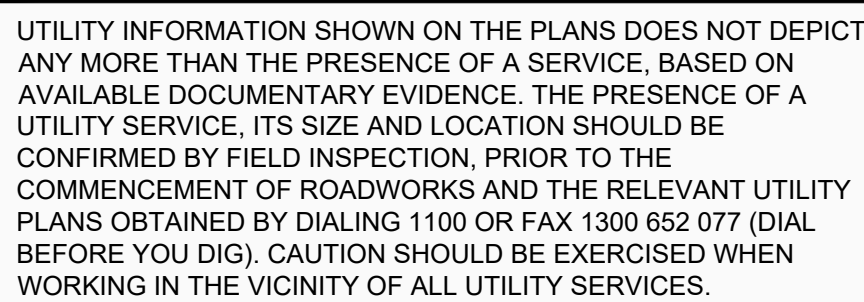 UTILITY INFORMATION SHOWN ON THE PLANS DOES NOT DEPICT
ANY MORE THAN THE PRESENCE OF A SERVICE, BASED ON
AVAILABLE DOCUMENTARY EVIDENCE. THE PRESENCE OF A
UTILITY SERVICE, ITS SIZE AND LOCATION SHOULD BE
CONFIRMED BY FIELD INSPECTION, PRIOR TO THE
COMMENCEMENT OF ROADWORKS AND THE RELEVANT UTILITY
PLANS OBTAINED BY DIALING 1100 OR FAX 1300 652 077 (DIAL
BEFORE YOU DIG). CAUTION SHOULD BE EXERCISED WHEN
WORKING IN THE VICINITY OF ALL UTILITY SERVICES.